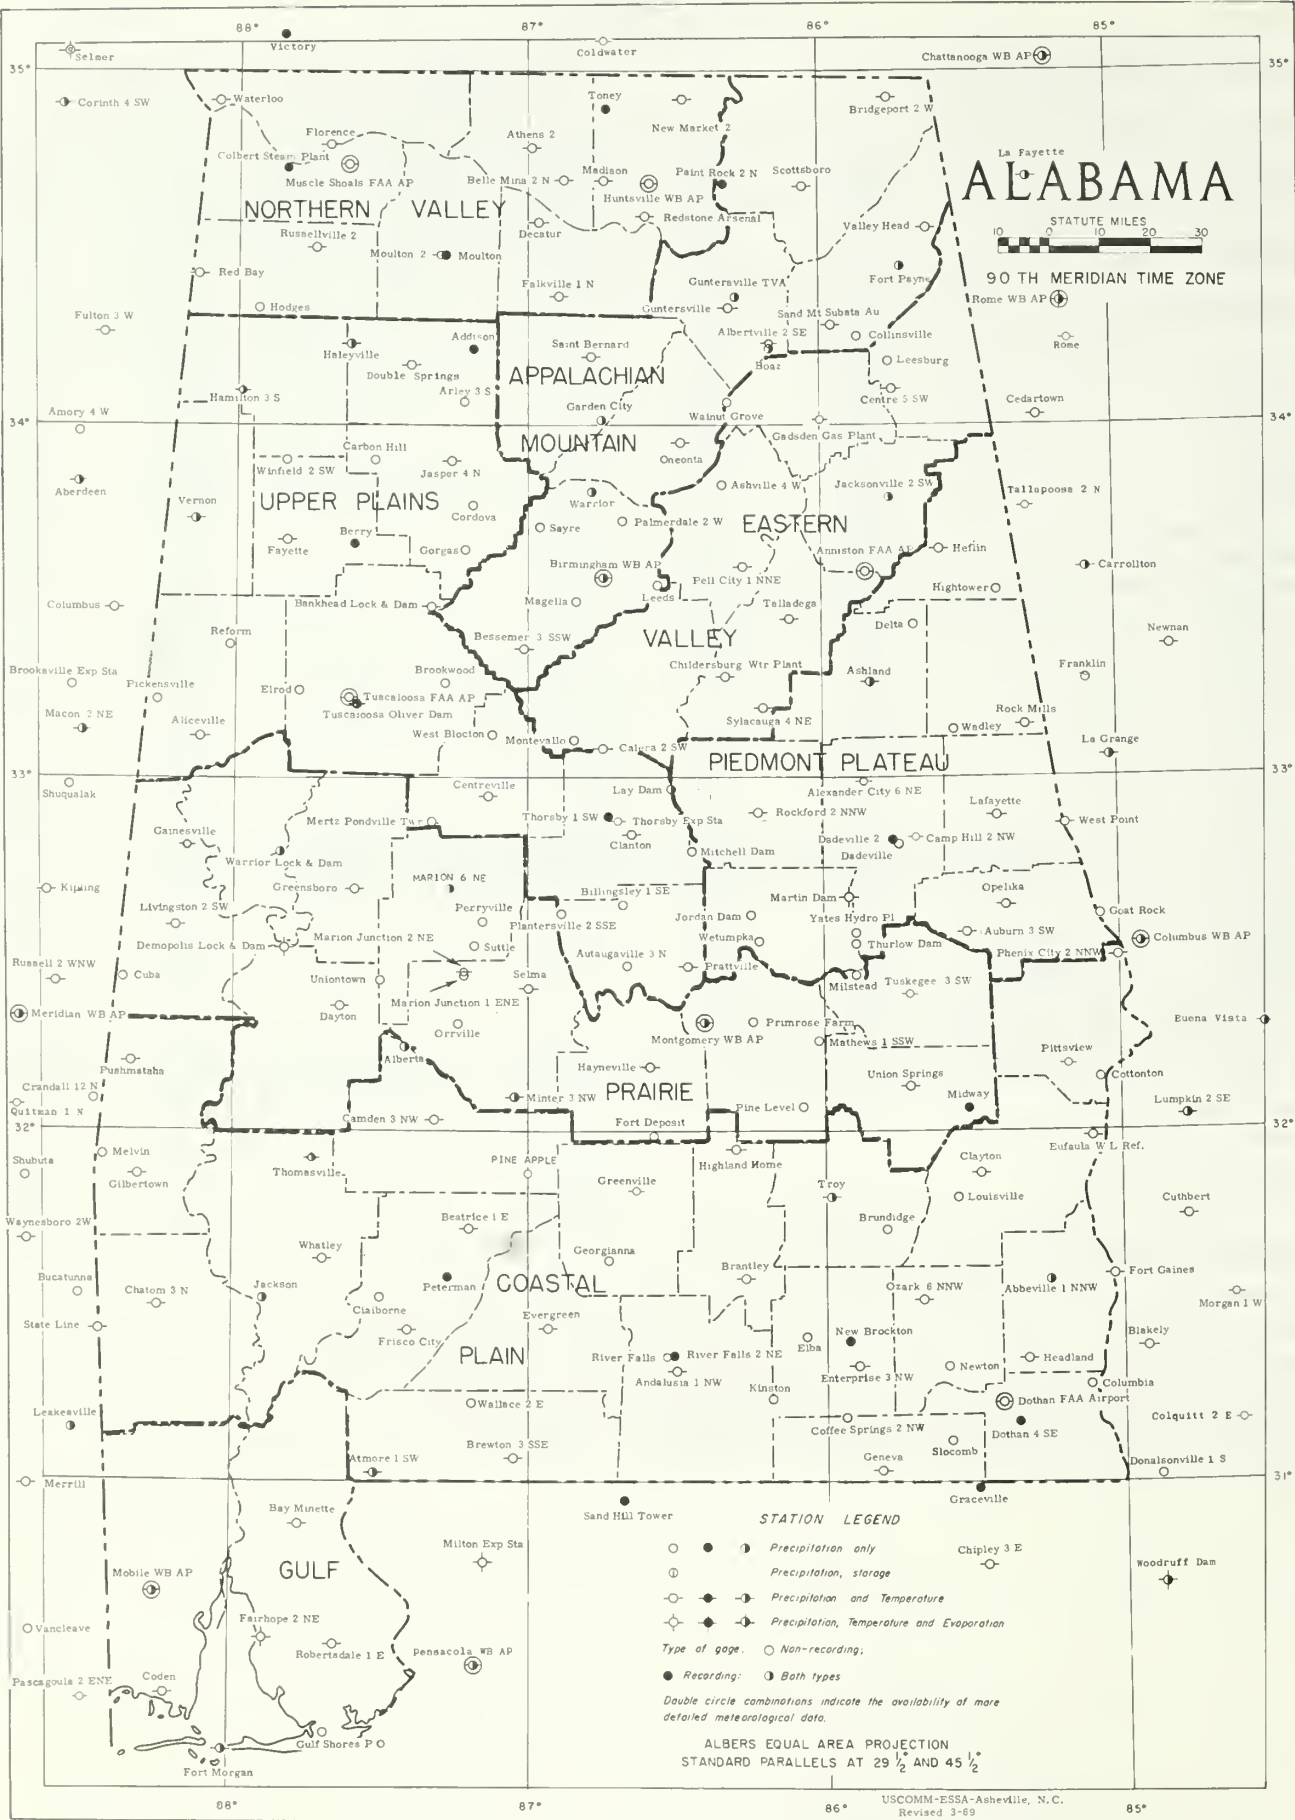 88°
87°
86°
85°
Victory
Coldwater
Chattanooga WB AP
Selmer
35°
35°
Corinth 4 SW
Waterloo
Toney
New Market 2
Bridgeport 2 W
Florence
Athens 2
Colbert Steam Plant
Muscle Shoals FAA AP
Belle Mina 2 N
Madison
Huntsville WB AP
Paint Rock 2 N
Scottsboro
La Fayette
ALABAMA
STATUTE MILES
10 0 10 20 30
90 TH MERIDIAN TIME ZONE
NORTHERN VALLEY
Redstone Arsenal
Decatur
Valley Head
Russellville 2
Moulton 2
Moulton
Red Bay
Falkville 1 N
Guntersville TVA
Fort Payne
Rome WB AP
Hodges
Guntersville
Sand Mt Substa Au
Fulton 3 W
Addison
Albertville 2 SE
Collinsville
Rome
Haleyville
Saint Bernard
Boaz
Leesburg
Double Springs
APPALACHIAN
Arley 3 S
Hamilton 3 S
Centre 5 SW
Cedartown
Amory 4 W
Garden City
Walnut Grove
34°
34°
MOUNTAIN
Gadsden Gas Plant
Carbon Hill
Oneonta
Winfield 2 SW
Jasper 4 N
Aberdeen
Ashville 4 W
Jacksonville 2 SW
Tallapoosa 2 N
Vernon
UPPER PLAINS
Warrior
Cordova
Berry
Sayre
Palmerdale 2 W
EASTERN
Fayette
Gorgas
Anniston FAA AP
Heflin
Birmingham WB AP
Pell City 1 NNE
Carrollton
Columbus
Bankhead Lock & Dam
Magella
Leeds
Talladega
Hightower
Delta
Reform
Bessemer 3 SSW
VALLEY
Newnan
Brooksville Exp Sta
Pickensville
Elrod
Brookwood
Childersburg Wtr Plant
Ashland
Franklin
Tuscaloosa FAA AP
Tuscaloosa Oliver Dam
Macon 2 NE
Aliceville
West Blocton
Montevallo
Calera 2 SW
Sylacauga 4 NE
Wadley
Rock Mills
La Grange
PIEDMONT PLATEAU
33°
33°
Shuqualak
Centreville
Lay Dam
Alexander City 6 NE
Lafayette
Gainesville
Mertz Pondville Twr
Thorsby 1 SW
Thorsby Exp Sta
Rockford 2 NNW
West Point
Clanton
Dadeville 2
Camp Hill 2 NW
Warrior Lock & Dam
Mitchell Dam
Dadeville
Kipling
Greensboro
MARION 6 NE
Billingsley 1 SE
Martin Dam
Opelika
Livingston 2 SW
Perryville
Plantersville 2 SSE
Jordan Dam
Yates Hydro Pl
Goat Rock
Demopolis Lock & Dam
Marion Junction 2 NE
Suttle
Wetumpka
Thurlow Dam
Auburn 3 SW
Columbus WB AP
Autaugaville 3 N
Phenix City 2 NNW
Russell 2 WNW
Cuba
Uniontown
Selma
Prattville
Milstead
Tuskegee 3 SW
Marion Junction 1 ENE
Meridian WB AP
Dayton
Orrville
Primrose Farm
Buena Vista
Montgomery WB AP
Mathews 1 SSW
Pushmataha
Alberta
Hayneville
Pittsview
Crandall 12 N
PRAIRIE
Union Springs
Cottonton
Quitman 1 N
Minter 3 NW
Pine Level
Midway
Lumpkin 2 SE
Camden 3 NW
Fort Deposit
32°
32°
Melvin
Eufaula W L Ref.
Shubuta
Thomasville
PINE APPLE
Highland Home
Clayton
Gilbertown
Greenville
Troy
Louisville
Cuthbert
Waynesboro 2W
Beatrice 1 E
Brundidge
Whatley
Georgianna
Bucatunna
Chatom 3 N
Jackson
Peterman
COASTAL
Brantley
Ozark 6 NNW
Abbeville 1 NNW
Fort Gaines
Morgan 1 W
Claiborne
State Line
Frisco City
Evergreen
New Brockton
Elba
Blakely
PLAIN
River Falls
River Falls 2 NE
Newton
Headland
Andalusia 1 NW
Kinston
Enterprise 3 NW
Columbia
Wallace 2 E
Dothan FAA Airport
Leakesville
Coffee Springs 2 NW
Dothan 4 SE
Colquitt 2 E
Slocomb
Brewton 3 SSE
Atmore 1 SW
Geneva
Donalsonville 1 S
Merrill
31°
Graceville
Bay Minette
Sand Hill Tower
STATION LEGEND
Milton Exp Sta
Precipitation only
Chipley 3 E
Mobile WB AP
GULF
Precipitation, storage
Woodruff Dam
Precipitation and Temperature
Vancleave
Fairhope 2 NE
Precipitation, Temperature and Evaporation
Robertsdale 1 E
Pensacola WB AP
Type of gage. Non-recording;
Pascagoula 2 ENE
Coden
Recording: Both types
Double circle combinations indicate the availability of more
detailed meteorological data.
Gulf Shores P O
ALBERS EQUAL AREA PROJECTION
Fort Morgan
STANDARD PARALLELS AT 29 1/2° AND 45 1/2°
USCOMM-ESSA-Asheville, N.C.
Revised 3-69
88°
87°
86°
85°